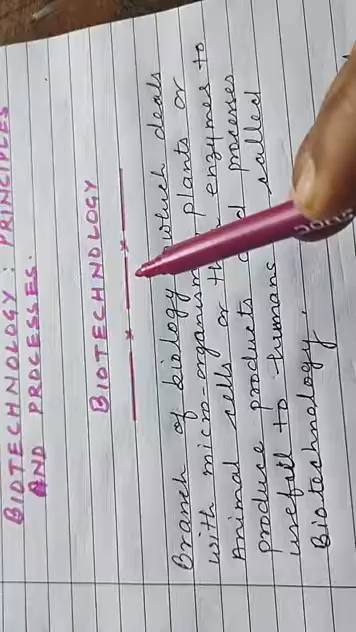 BIOTECHNOLOGY: PRINCIPLES
AND PROCESSES.
BIOTECHNOLOGY
Branch of biology which deals
with micro-organism plants or
Animal cells or enzymes to
produce products processes
usefull to humans called
Biotechnology.